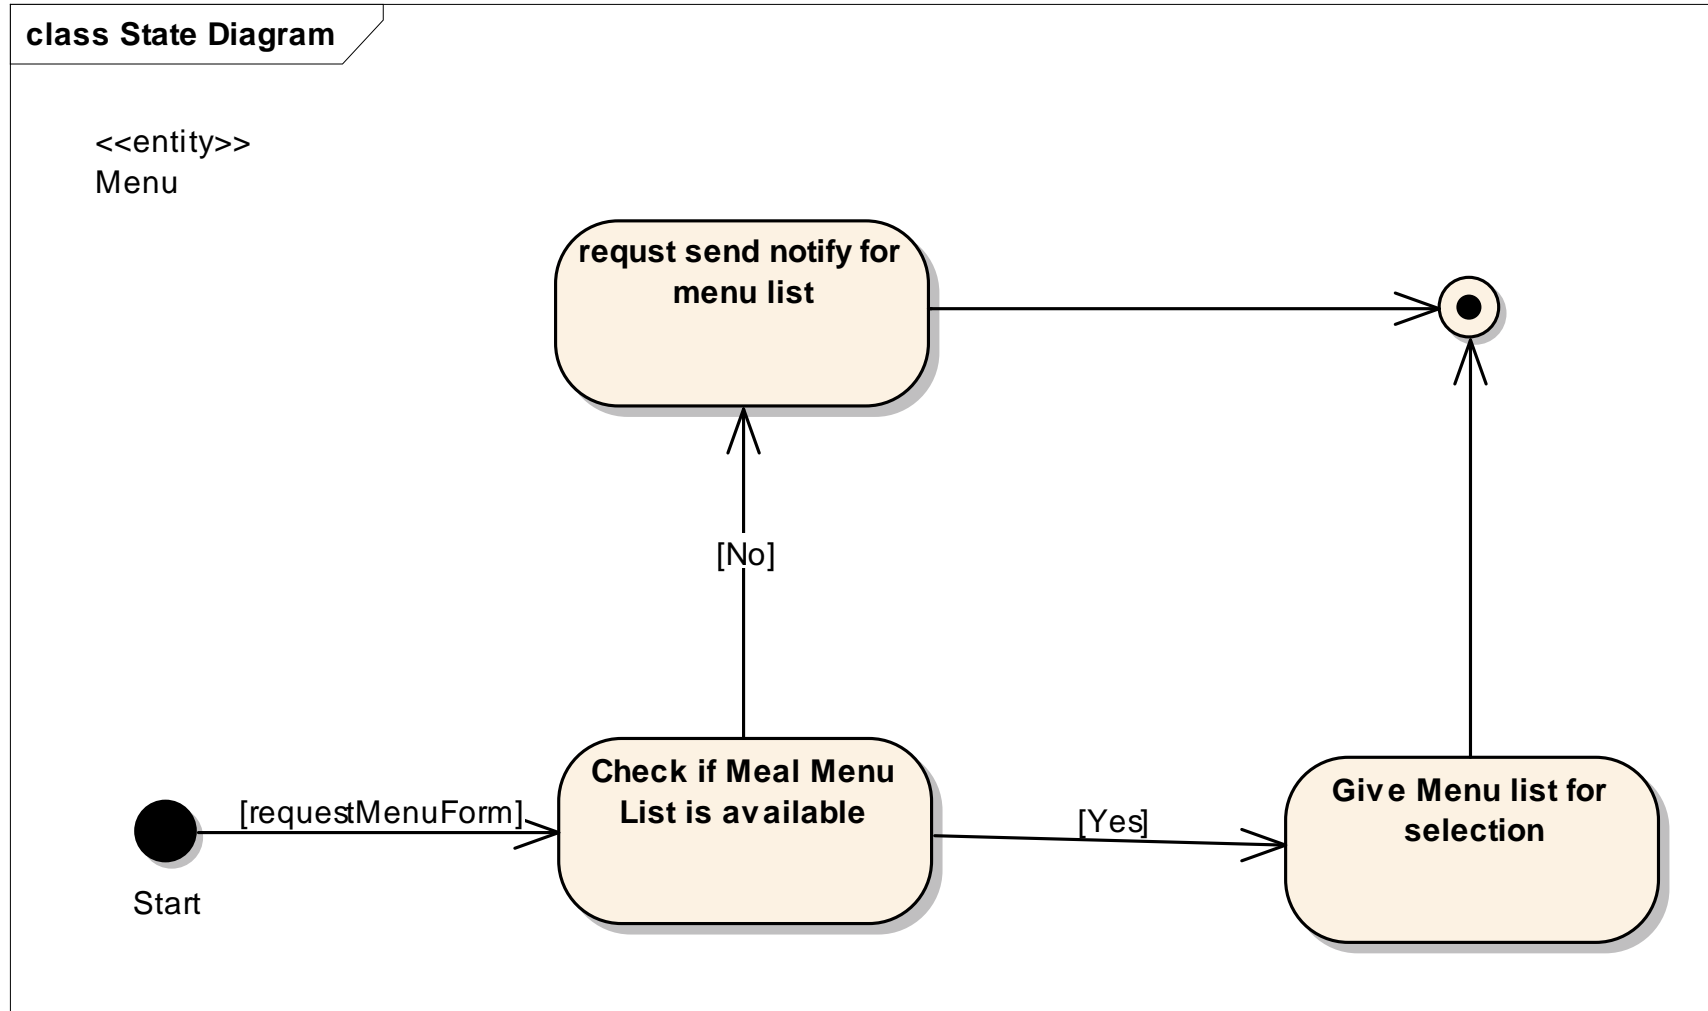 class State Diagram
<<entity>>
Menu
requst send notify for
menu list
[No]
Check if Meal Menu
List is available
[requestMenuForm]
[Yes]
Give Menu list for
selection
Start